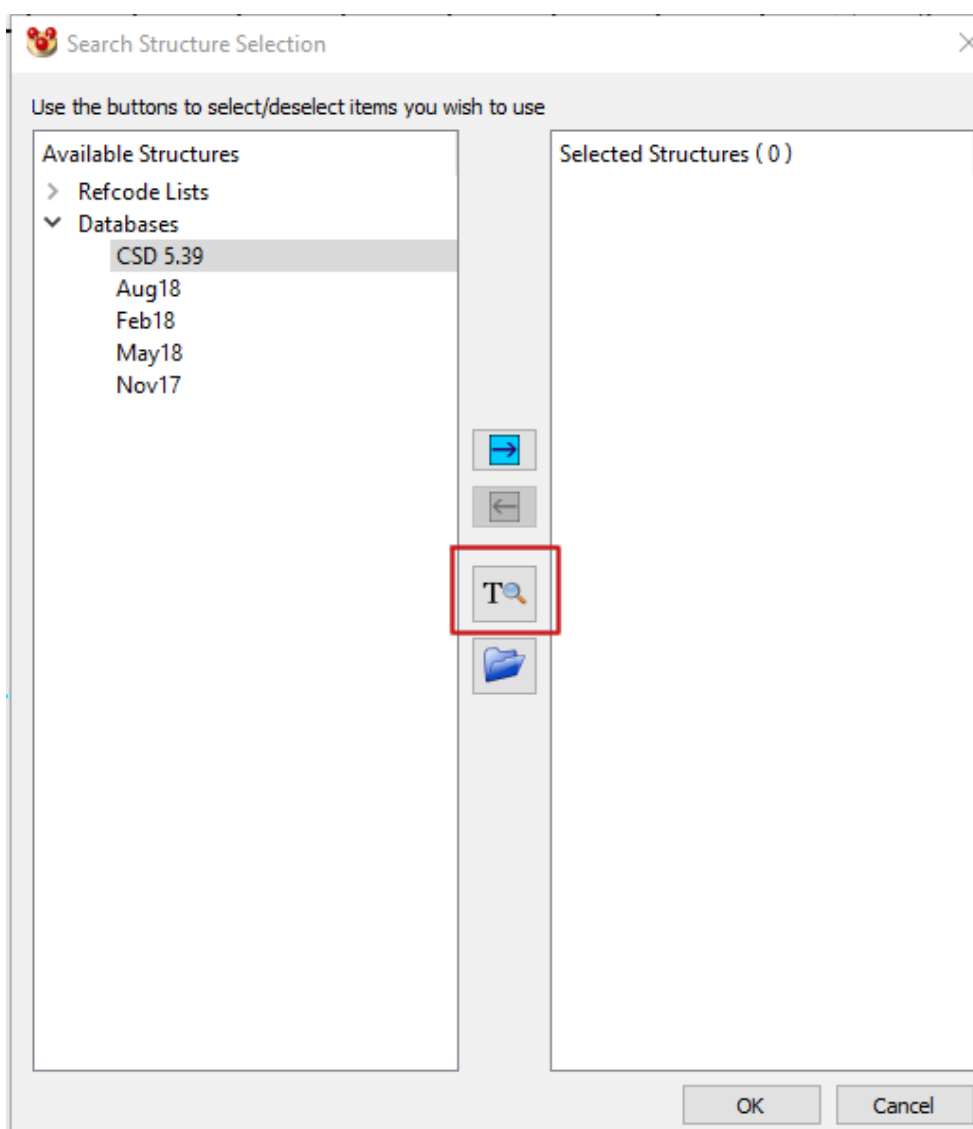 Search Structure Selection
Use the buttons to select/deselect items you wish to use
Available Structures
Refcode Lists
Databases
CSD 5.39
Aug18
Feb18
May18
Nov17
Selected Structures ( 0 )
T
OK
Cancel